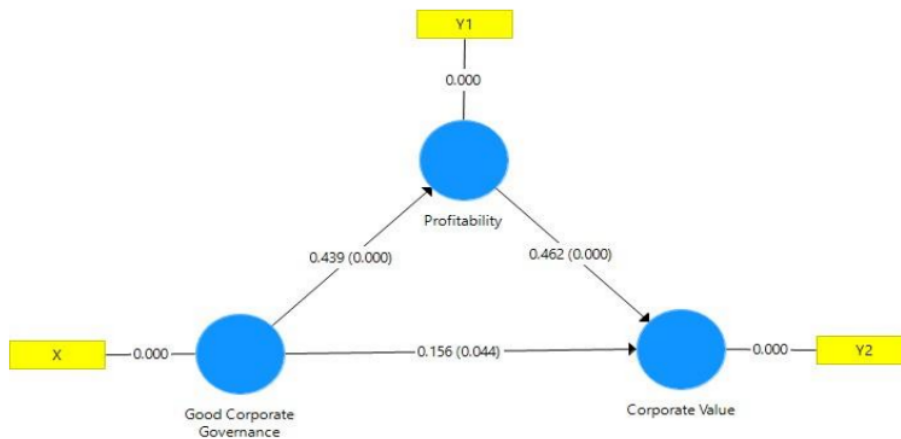 Y1
0.000
Profitability
0.439 (0.000)
0.462 (0.000)
X
0.000
0.156 (0.044)
0.000
Y2
Good Corporate
Governance
Corporate Value